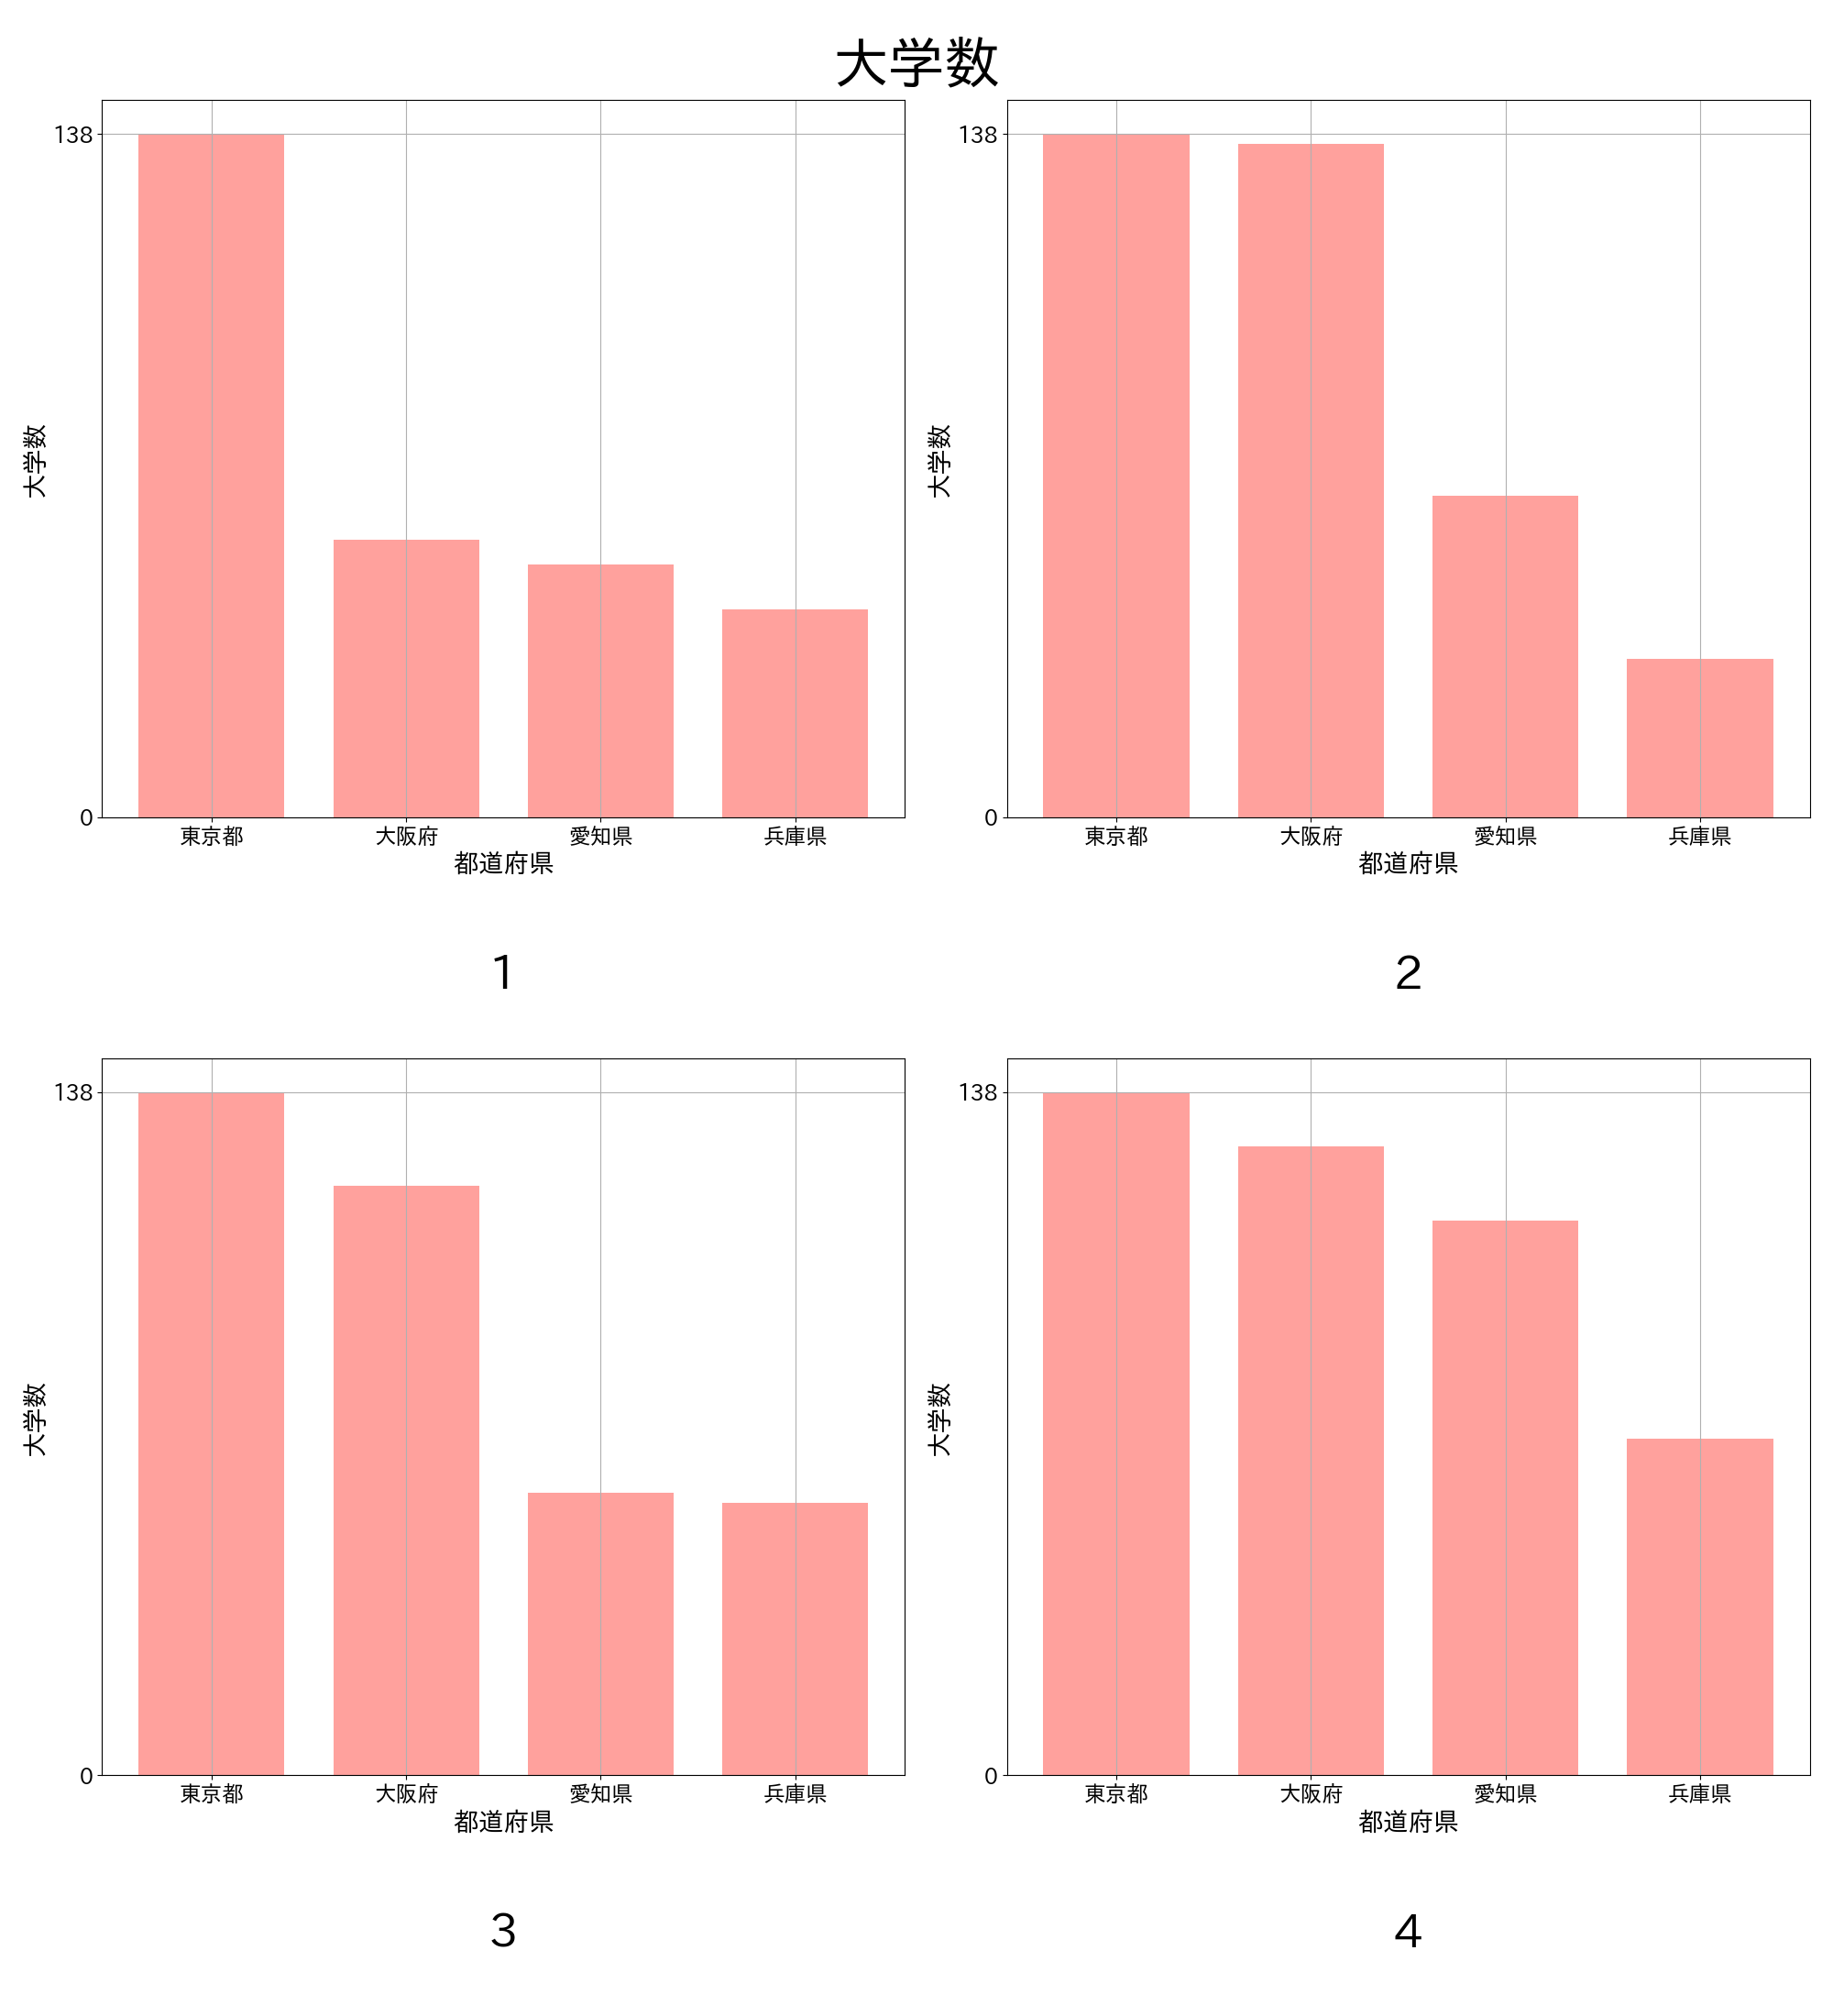 大学数
138
大学数
0
東京都 大阪府 愛知県 兵庫県
都道府県
1
138
大学数
0
東京都 大阪府 愛知県 兵庫県
都道府県
2
138
大学数
0
東京都 大阪府 愛知県 兵庫県
都道府県
3
138
大学数
0
東京都 大阪府 愛知県 兵庫県
都道府県
4